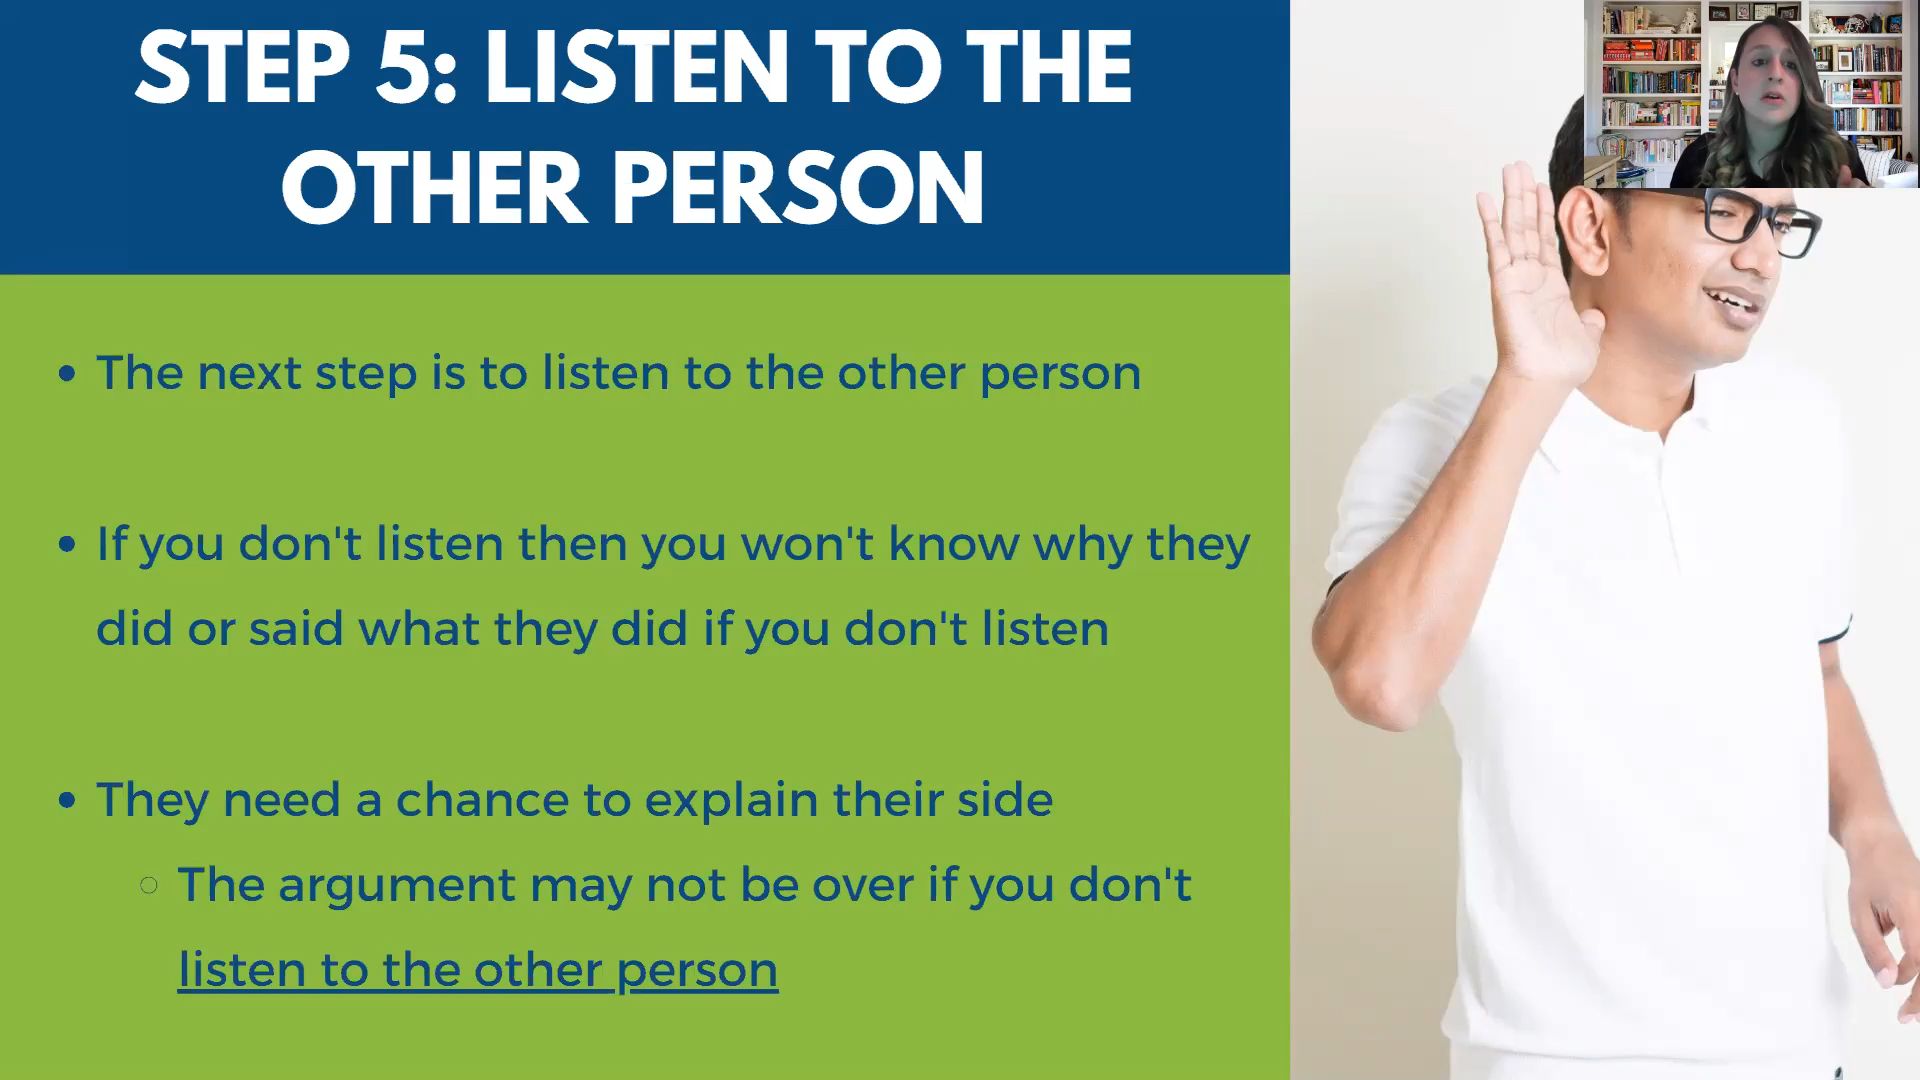 STEP 5: LISTEN TO THE
OTHER PERSON
• The next step is to listen to the other person
• If you don't listen then you won't know why they
did or said what they did if you don't listen
• They need a chance to explain their side
○ The argument may not be over if you don't
listen to the other person